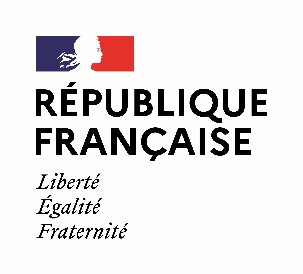 RÉPUBLIQUE
FRANÇAISE
Liberté
Égalité
Fraternité